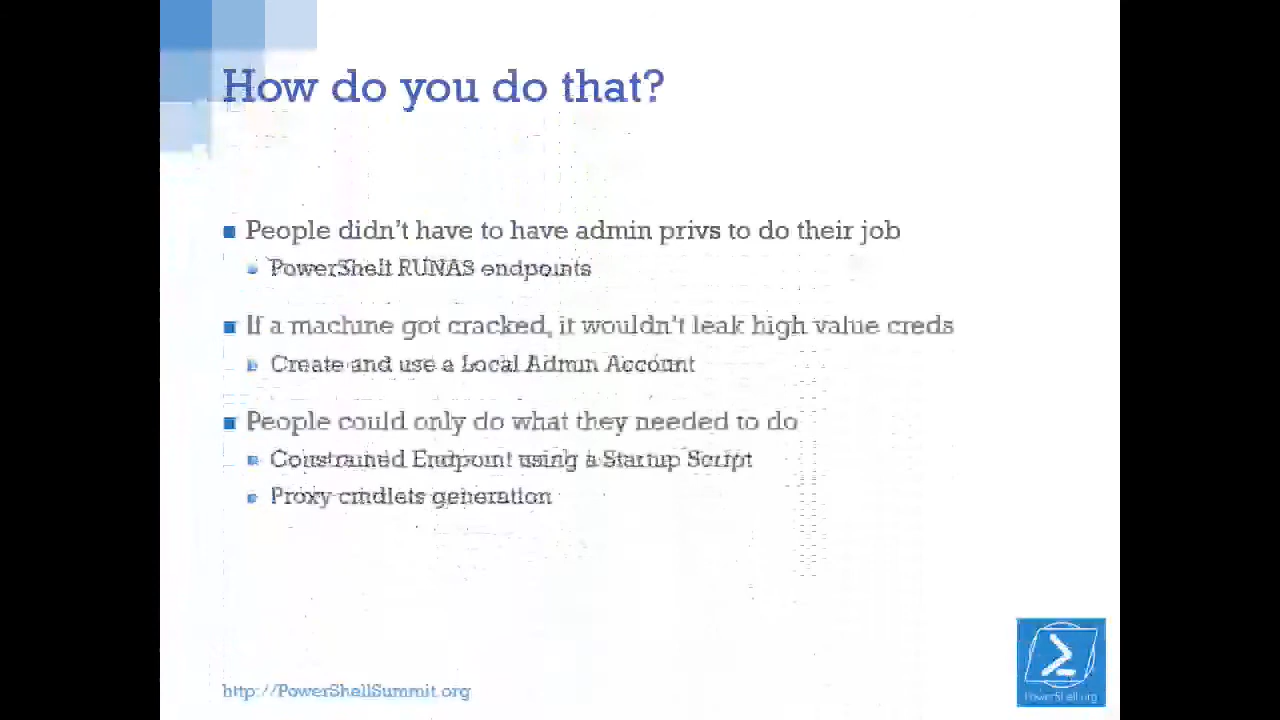 How do you do that?
People didn't have to have admin privs to do their job
PowerShell RUNAS endpoints
If a machine got cracked, it wouldn't leak high value creds
Create and use a Local Admin Account
People could only do what they needed to do
Constrained Endpoint using a Startup Script
Proxy cmdlets generation
http://PowerShellSummit.org
PowerShell.org